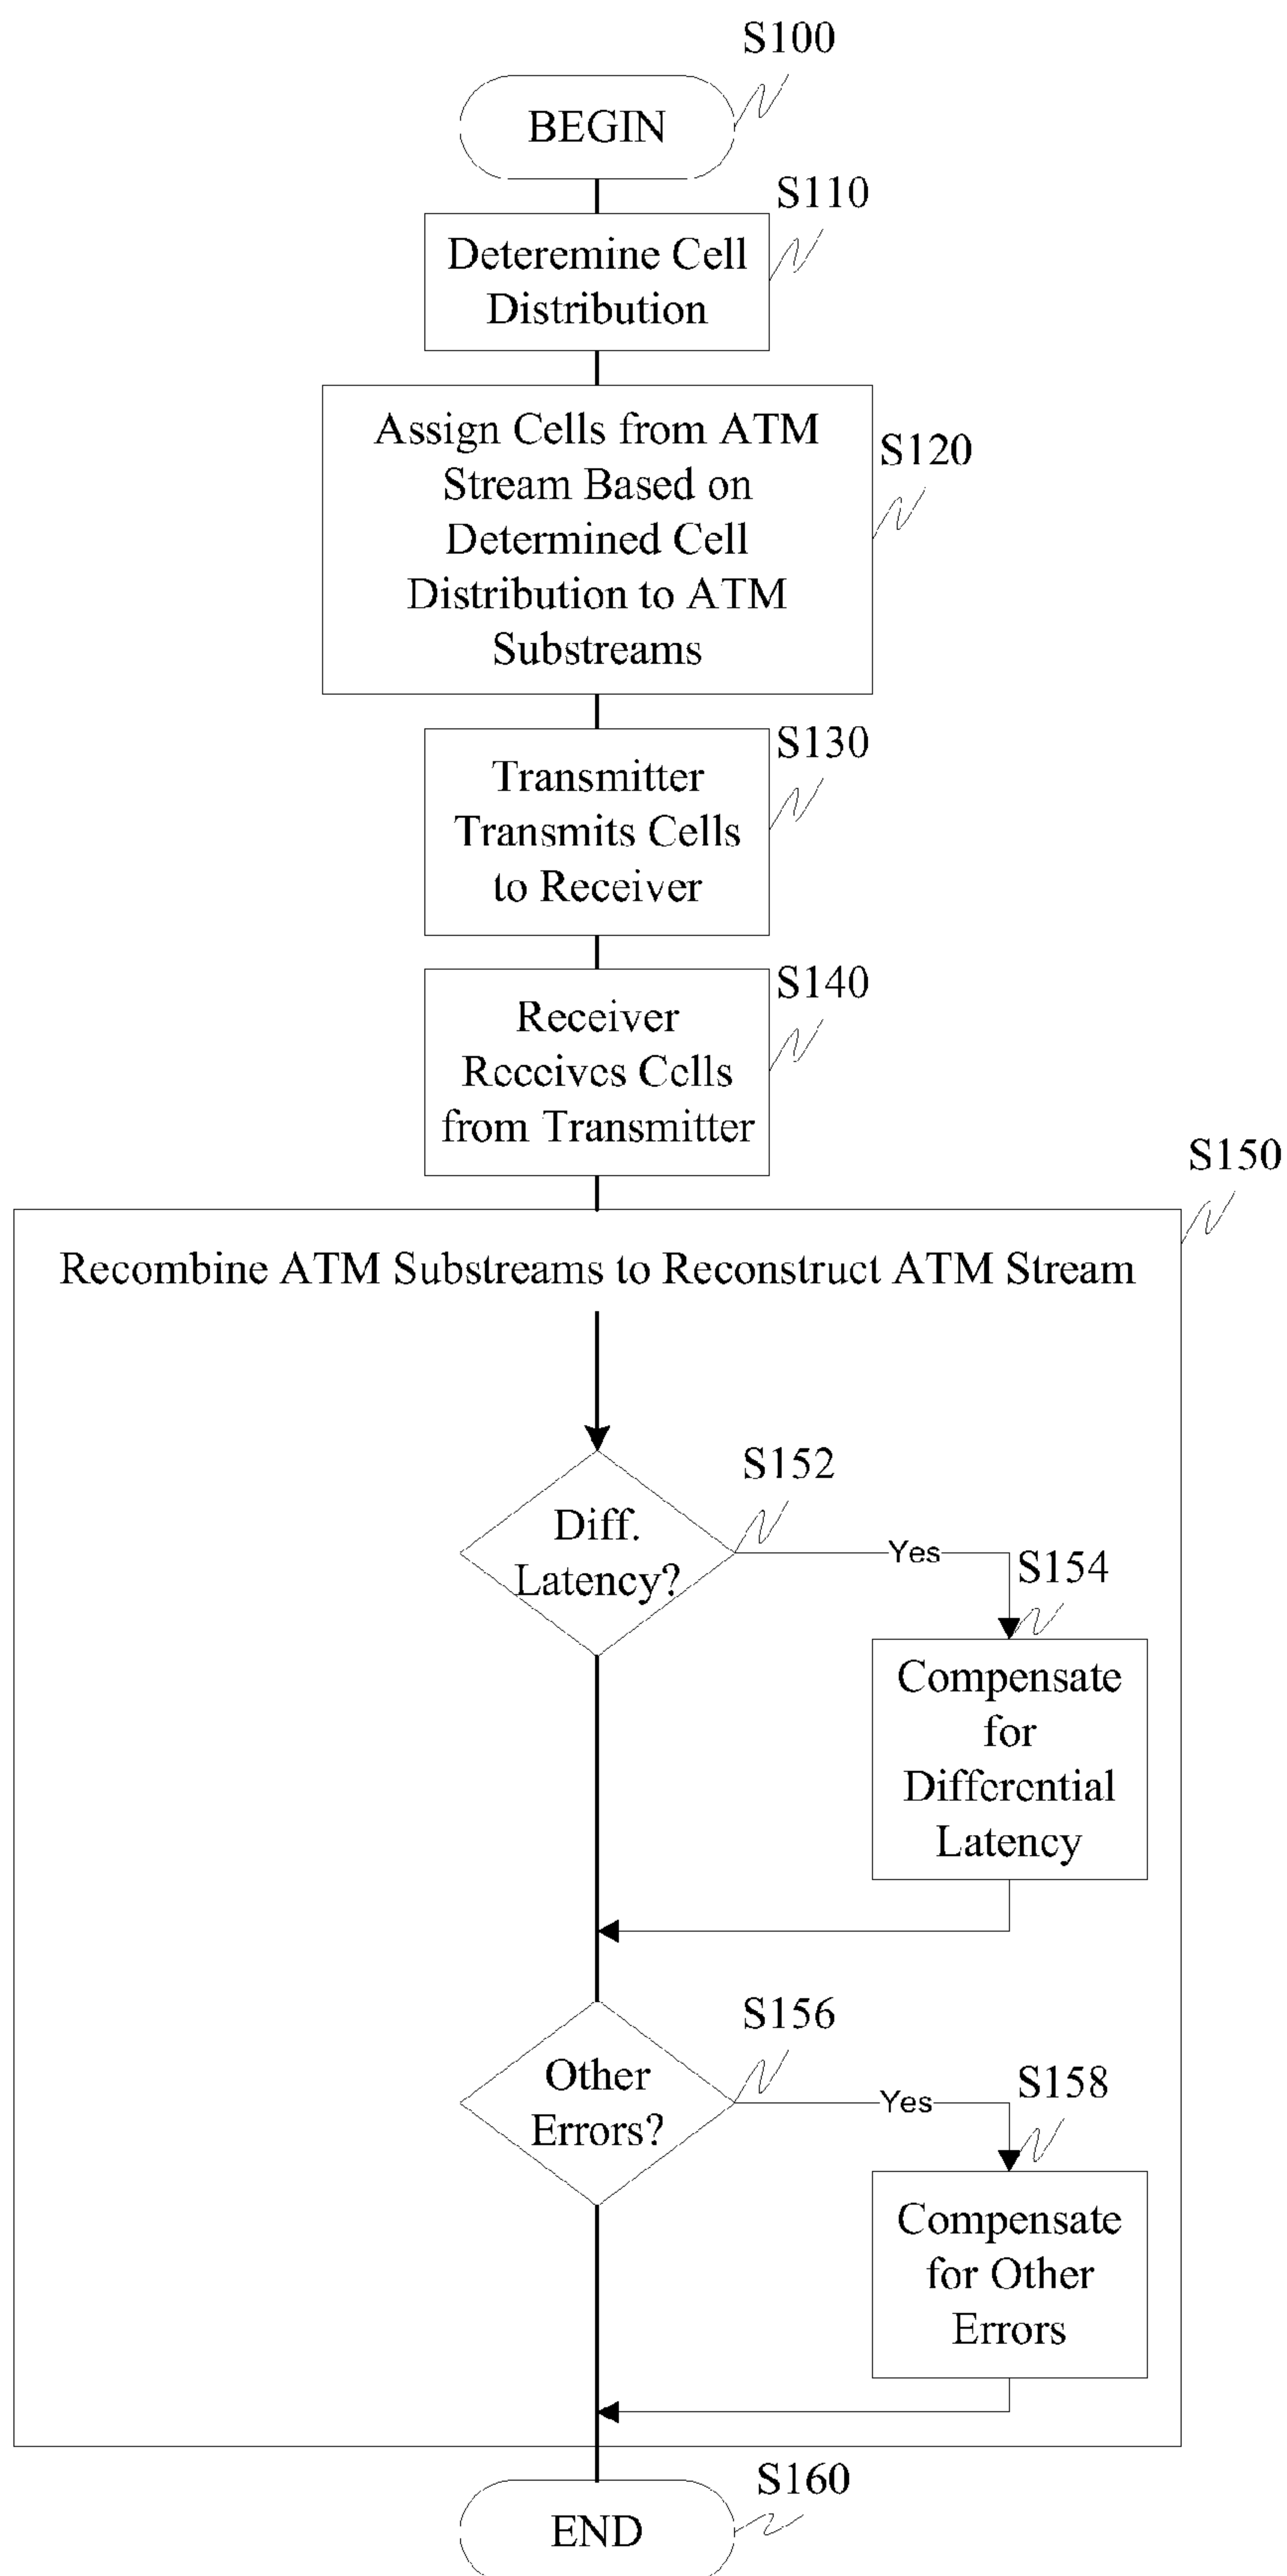 S100
BEGIN
S110
Deteremine Cell
Distribution
Assign Cells from ATM
Stream Based on
Determined Cell
Distribution to ATM
Substreams
S120
S130
Transmitter
Transmits Cells
to Receiver
S140
Receiver
Receives Cells
from Transmitter
S150
Recombine ATM Substreams to Reconstruct ATM Stream
S152
Diff.
Latency?
Yes
S154
Compensate
for
Differential
Latency
S156
Other
Errors?
Yes
S158
Compensate
for Other
Errors
S160
END